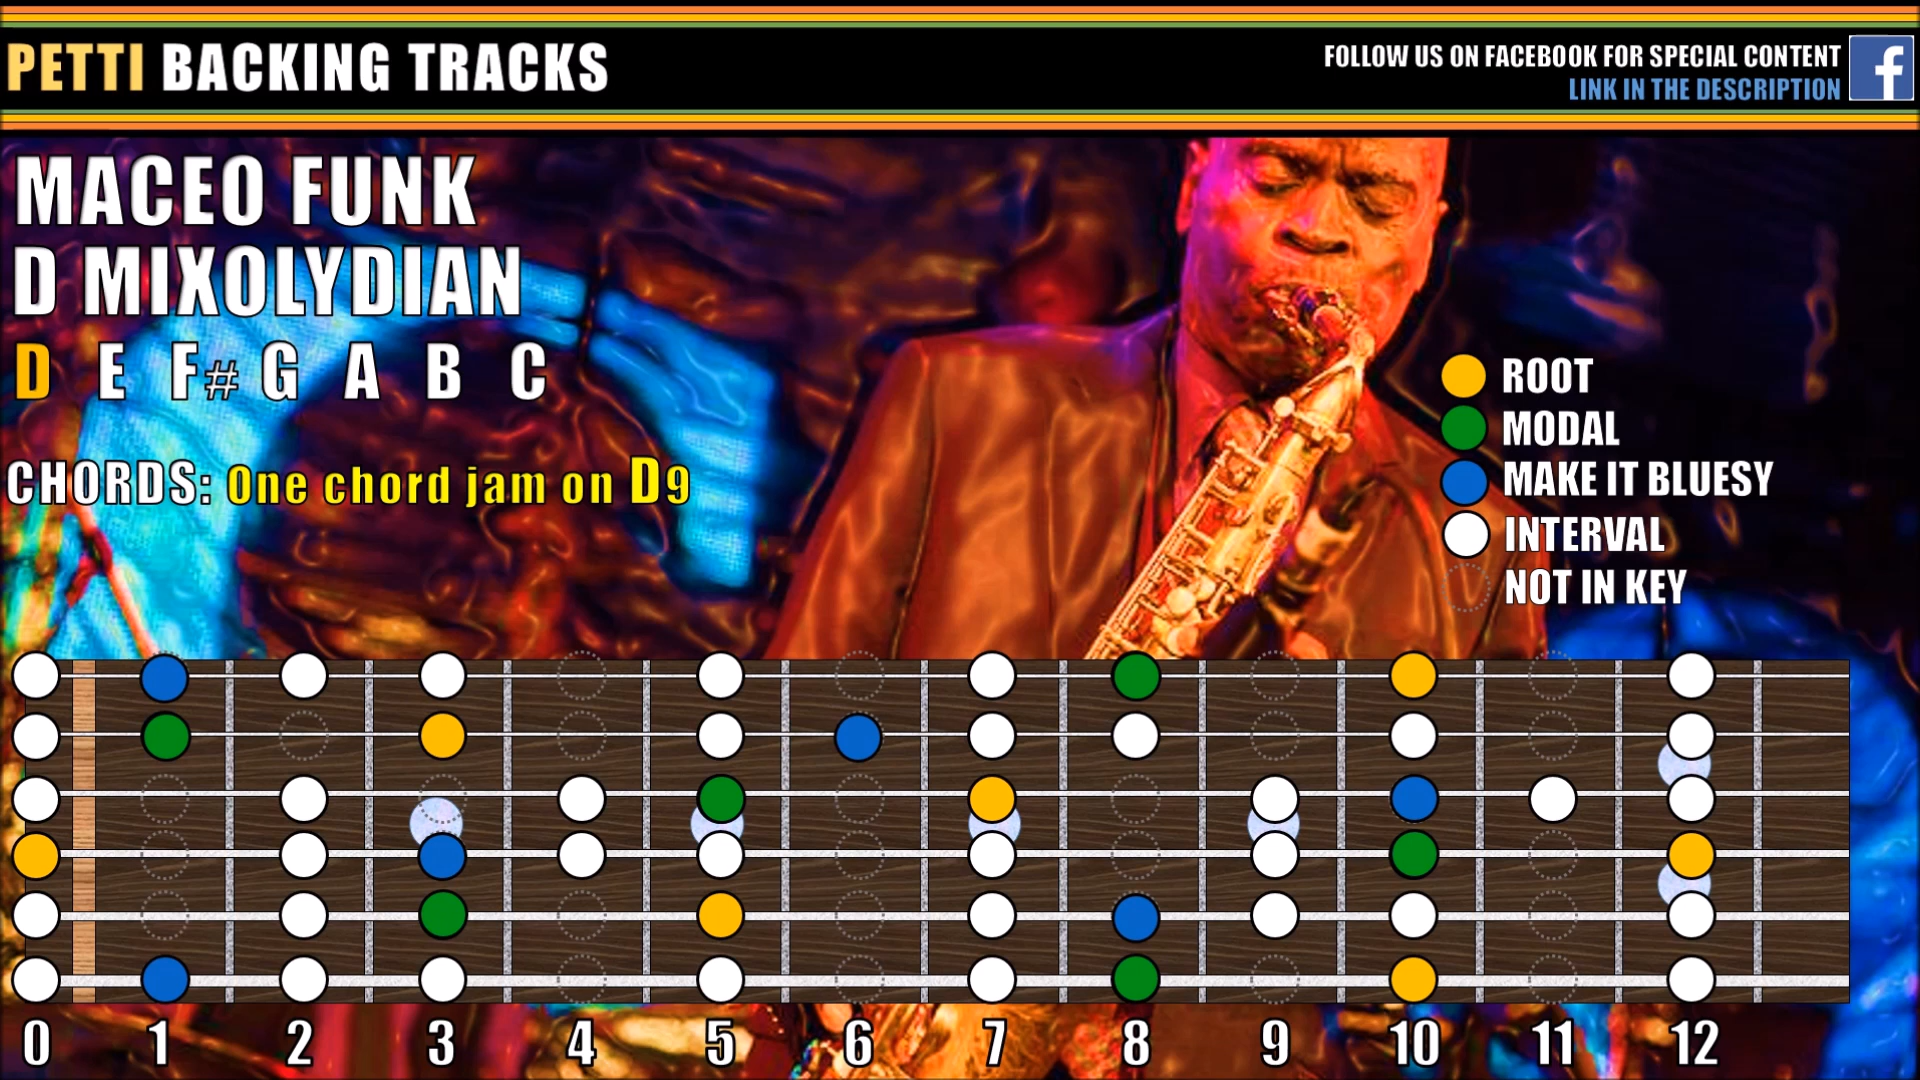 PETTI BACKING TRACKS
FOLLOW US ON FACEBOOK FOR SPECIAL CONTENT
LINK IN THE DESCRIPTION
f
MACEO FUNK
D MIXOLYDIAN
D E F# G A B C
CHORDS: One chord jam on D9
ROOT
MODAL
MAKE IT BLUESY
INTERVAL
NOT IN KEY
0 1 2 3 4 5 6 7 8 9 10 11 12